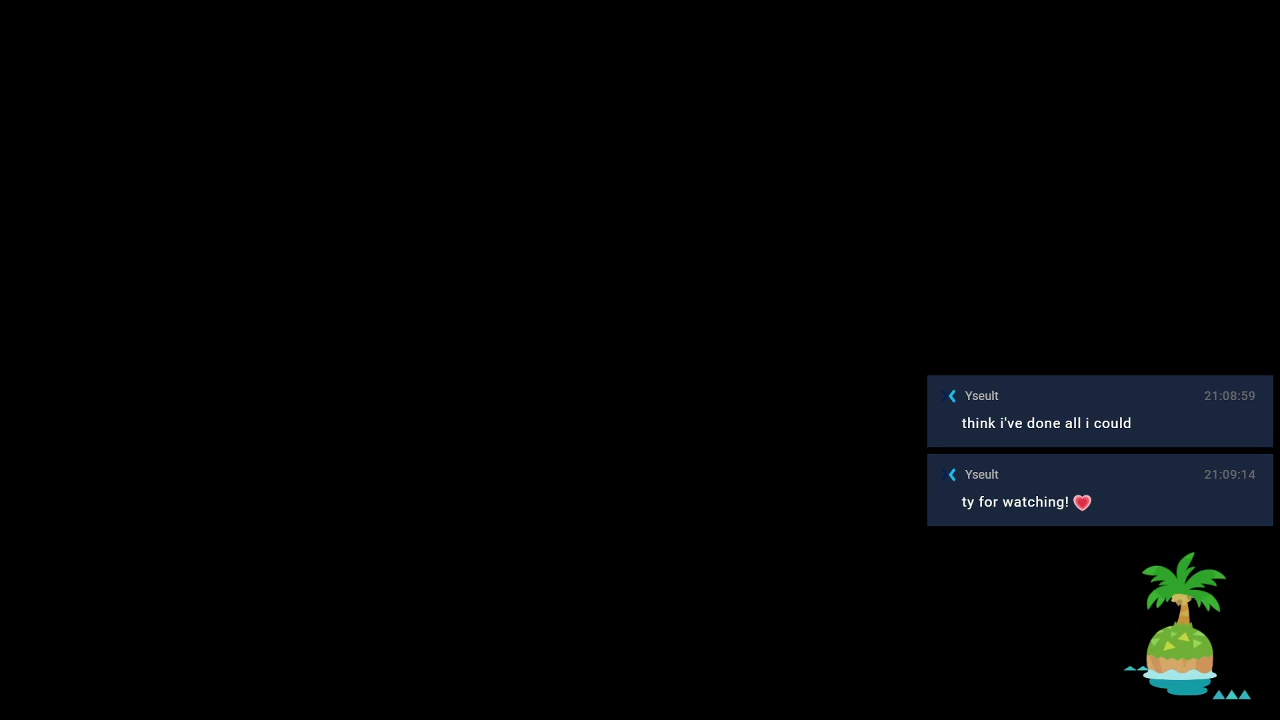 Yseult 21:08:59
think i've done all i could
Yseult 21:09:14
ty for watching!